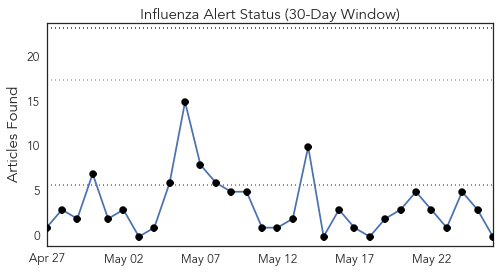 Influenza Alert Status (30-Day Window)
Articles Found
20
15
10
5
0
Apr 27 May 02 May 07 May 12 May 17 May 22